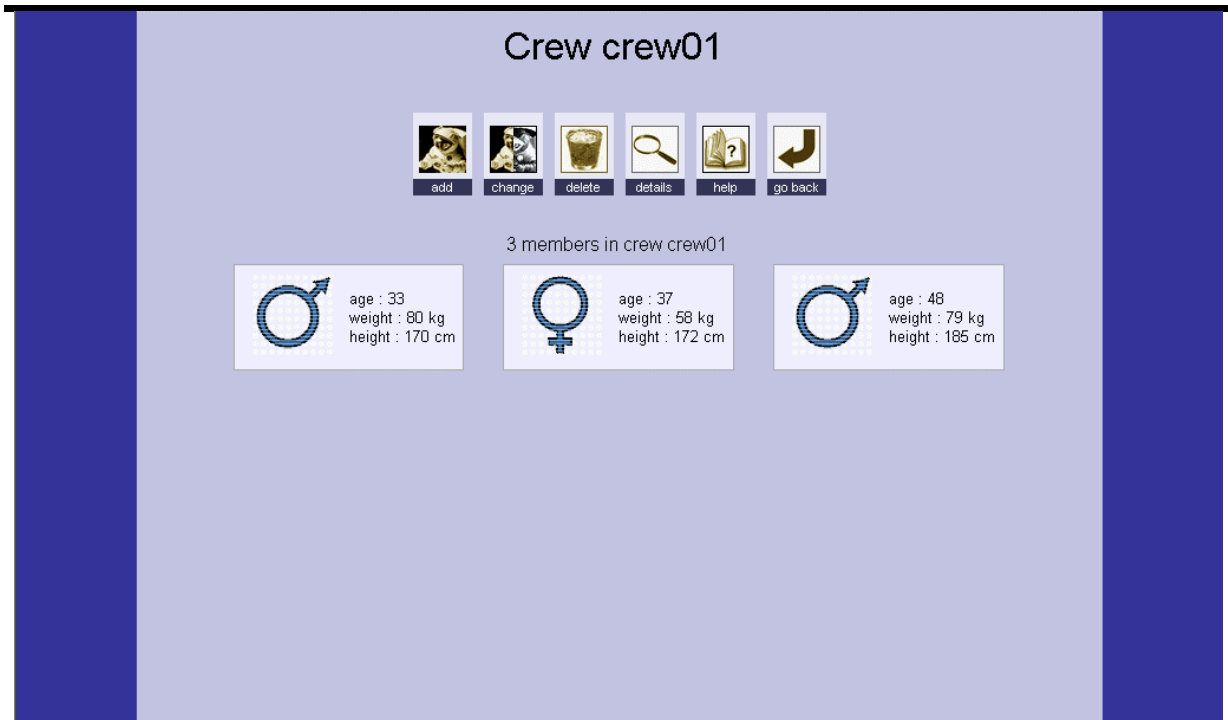 Crew crew01
add change delete details help go back
?
3 members in crew crew01
age : 33
weight : 80 kg
height : 170 cm
age : 37
weight : 58 kg
height : 172 cm
age : 48
weight : 79 kg
height : 185 cm